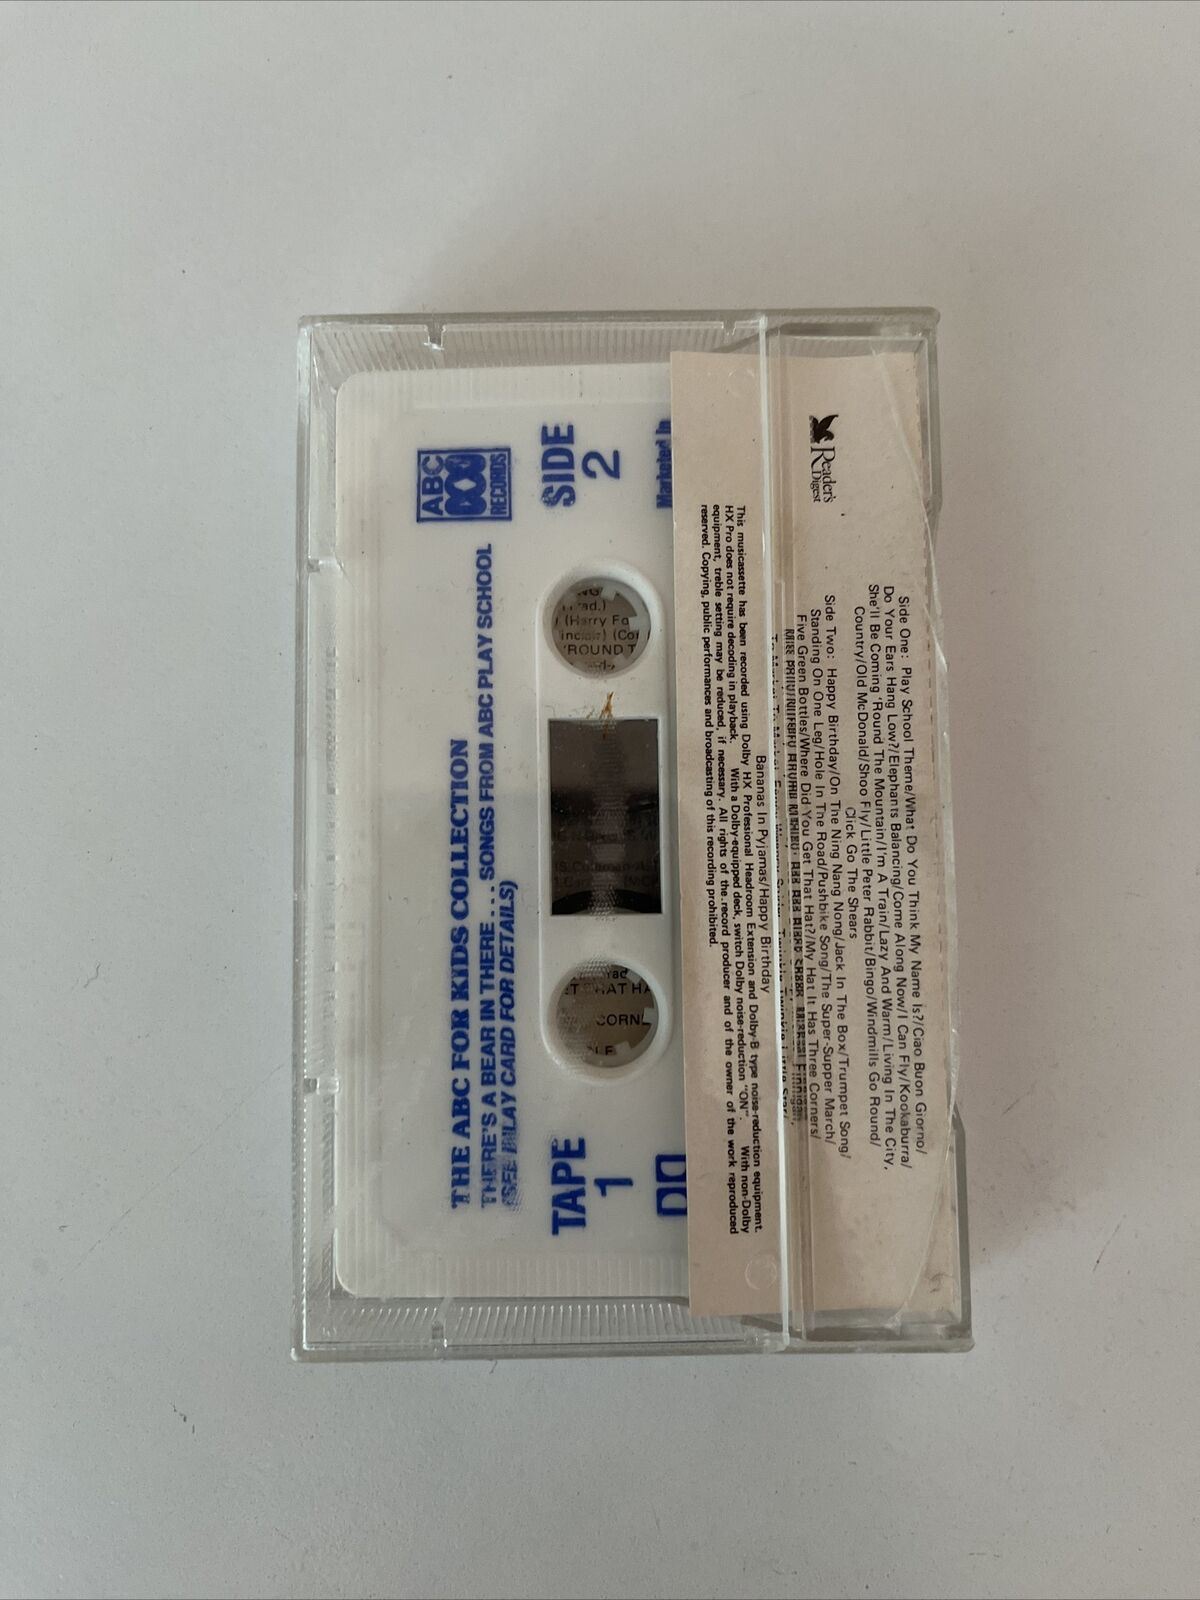 ABC
RECORDS
SIDE
2
THE ABC FOR KIDS COLLECTION
THERE'S A BEAR IN THERE.... SONGS FROM ABC PLAY SCHOOL
(SEE INLAY CARD FOR DETAILS)
TAPE
1
Marketed
Reader's
Digest
Side One: Play School Theme/What Do You Think My Name Is?/Ciao Buon Giorno/
Do Your Ears Hang Low?/Elephants Balancing/Come Along Now/I Can Fly/Kookaburra/
She'll Be Coming 'Round The Mountain/I'm A Train/Lazy And Warm/Living In The City,
Country/Old McDonald/Shoo Fly/Little Peter Rabbit/Bingo/Windmills Go Round/
Click Go The Shears
Side Two: Happy Birthday/On The Ning Nang Nong/Jack In The Box/Trumpet Song/
Standing On One Leg/Hole In The Road/Pushbike Song/The Super-Supper March/
Five Green Bottles/Where Did You Get That Hat?/My Hat It Has Three Corners/
Finnigan,
Twinkle Little Star/
Bananas In Pyjamas/Happy Birthday
This musicassette has been recorded using Dolby HX Professional Headroom Extension and Dolby-B type noise-reduction equipment.
HX Pro does not require decoding in playback. With a Dolby-equipped deck, switch Dolby noise-reduction "ON". With non-Dolby
equipment, treble setting may be reduced, if necessary. All rights of the record producer and of the owner of the work reproduced
reserved. Copying, public performances and broadcasting of this recording prohibited.